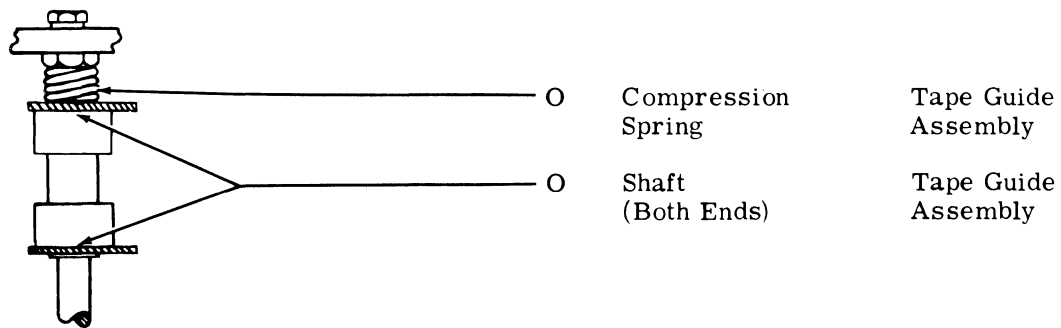 O Compression Tape Guide
Spring Assembly
O Shaft Tape Guide
(Both Ends) Assembly